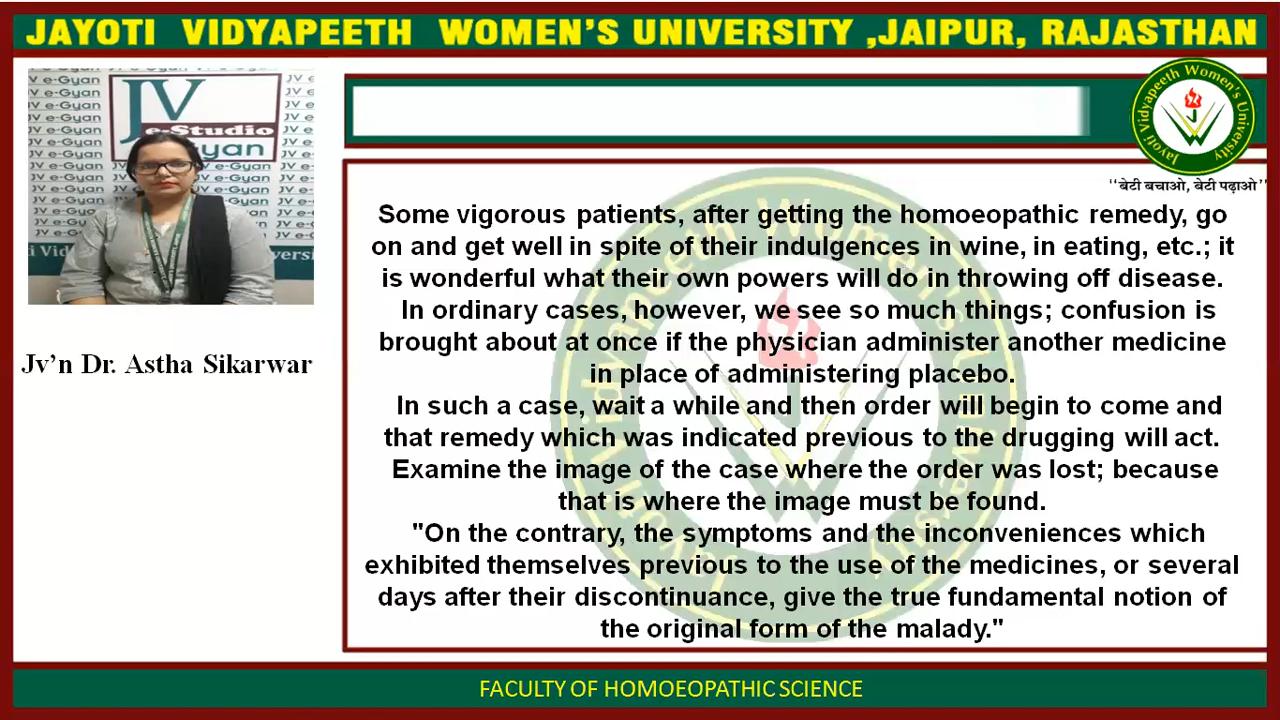 JAYOTI VIDYAPEETH WOMEN'S UNIVERSITY ,JAIPUR, RAJASTHAN
JV
e-Studio
Gyan
JV e-Gyan
Jayoti Vidyapeeth Women's University
"बेटी बचाओ, बेटी पढ़ाओ"
Jv'n Dr. Astha Sikarwar
Some vigorous patients, after getting the homoeopathic remedy, go
on and get well in spite of their indulgences in wine, in eating, etc.; it
is wonderful what their own powers will do in throwing off disease.
In ordinary cases, however, we see so much things; confusion is
brought about at once if the physician administer another medicine
in place of administering placebo.
In such a case, wait a while and then order will begin to come and
that remedy which was indicated previous to the drugging will act.
Examine the image of the case where the order was lost; because
that is where the image must be found.
"On the contrary, the symptoms and the inconveniences which
exhibited themselves previous to the use of the medicines, or several
days after their discontinuance, give the true fundamental notion of
the original form of the malady."
FACULTY OF HOMOEOPATHIC SCIENCE